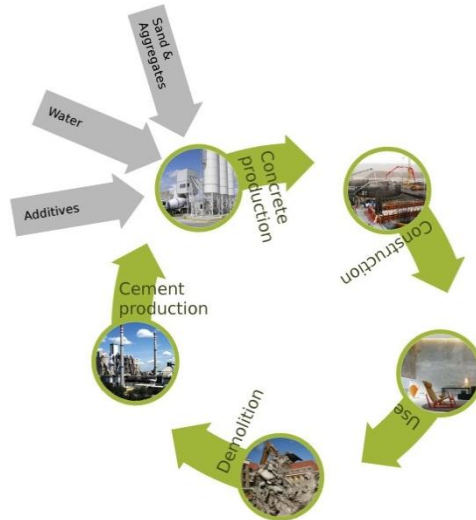 Sand &
Aggregates
Water
Additives
Concrete
production
Construction
Use
Demolition
Cement
production